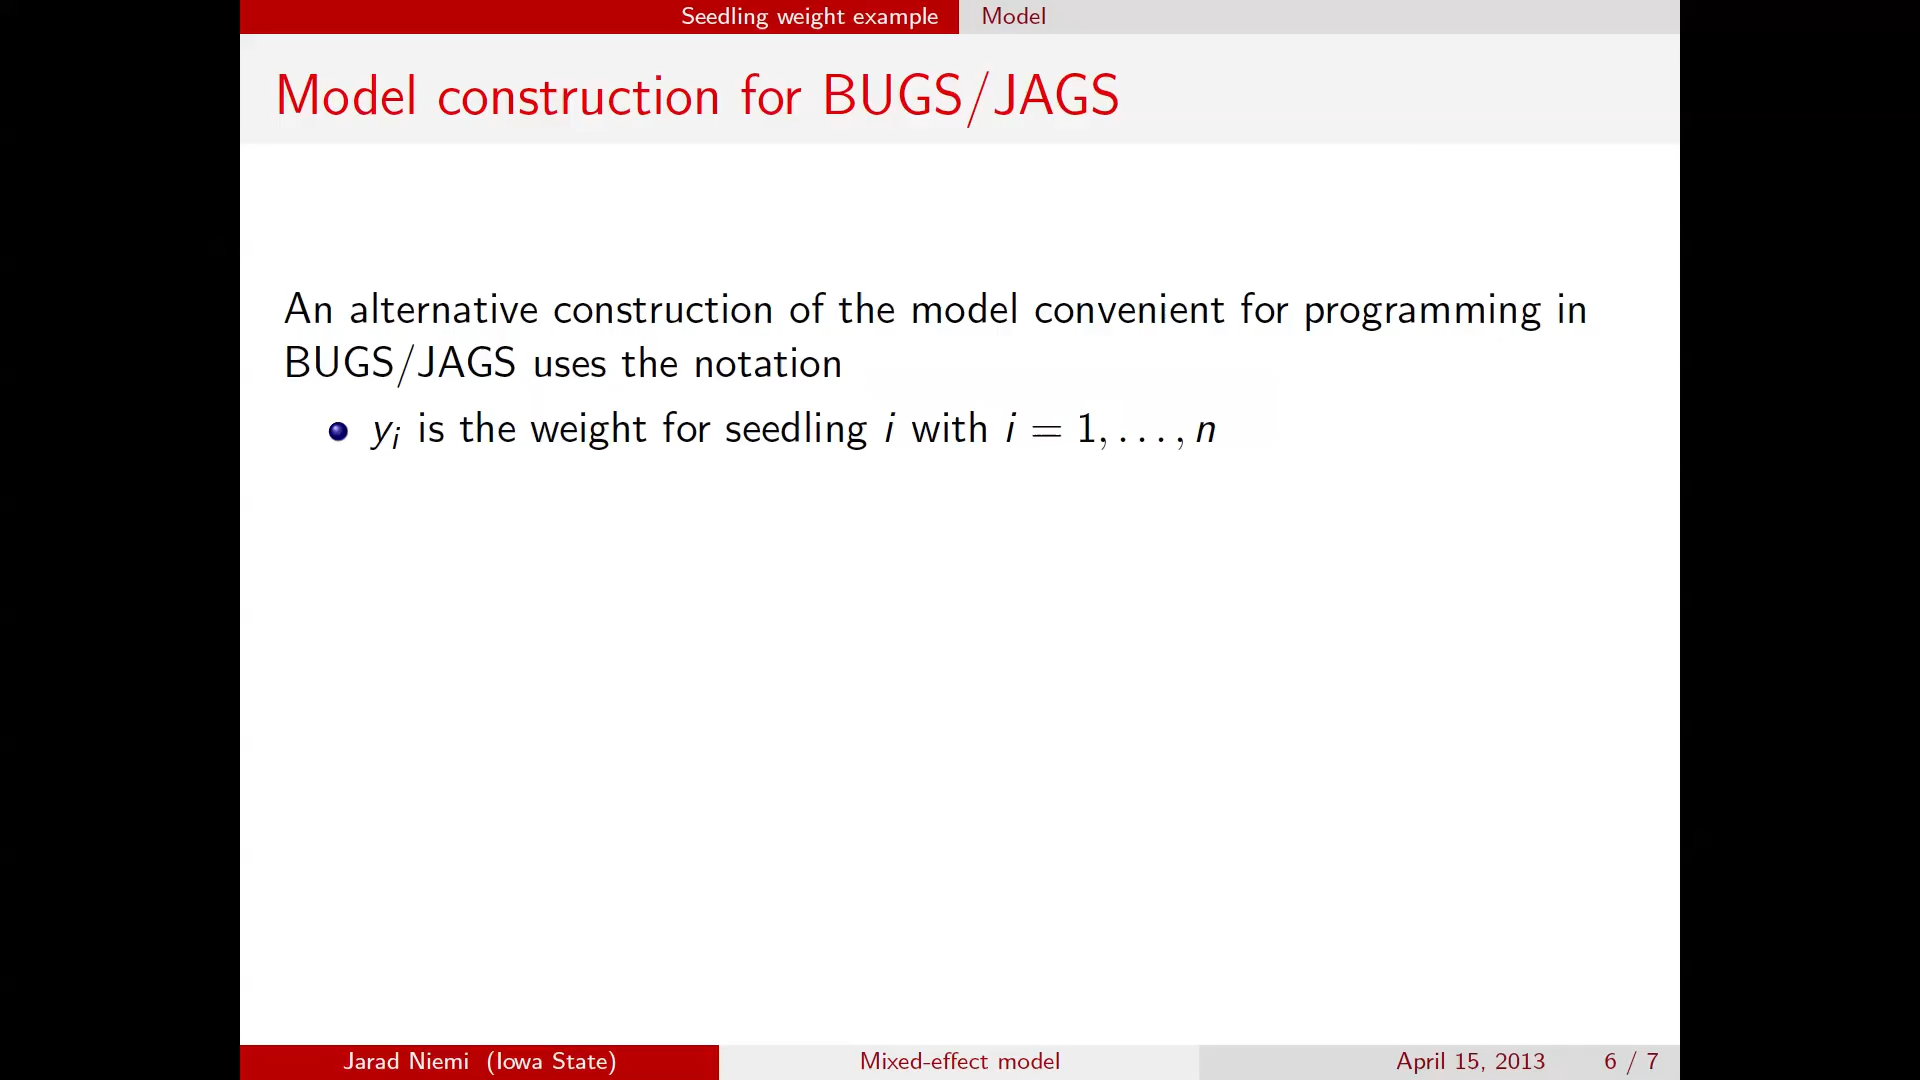 Seedling weight example Model
Model construction for BUGS/JAGS
An alternative construction of the model convenient for programming in
BUGS/JAGS uses the notation
• yᵢ is the weight for seedling i with i = 1, . . . , n
Jarad Niemi (Iowa State) Mixed-effect model April 15, 2013 6 / 7